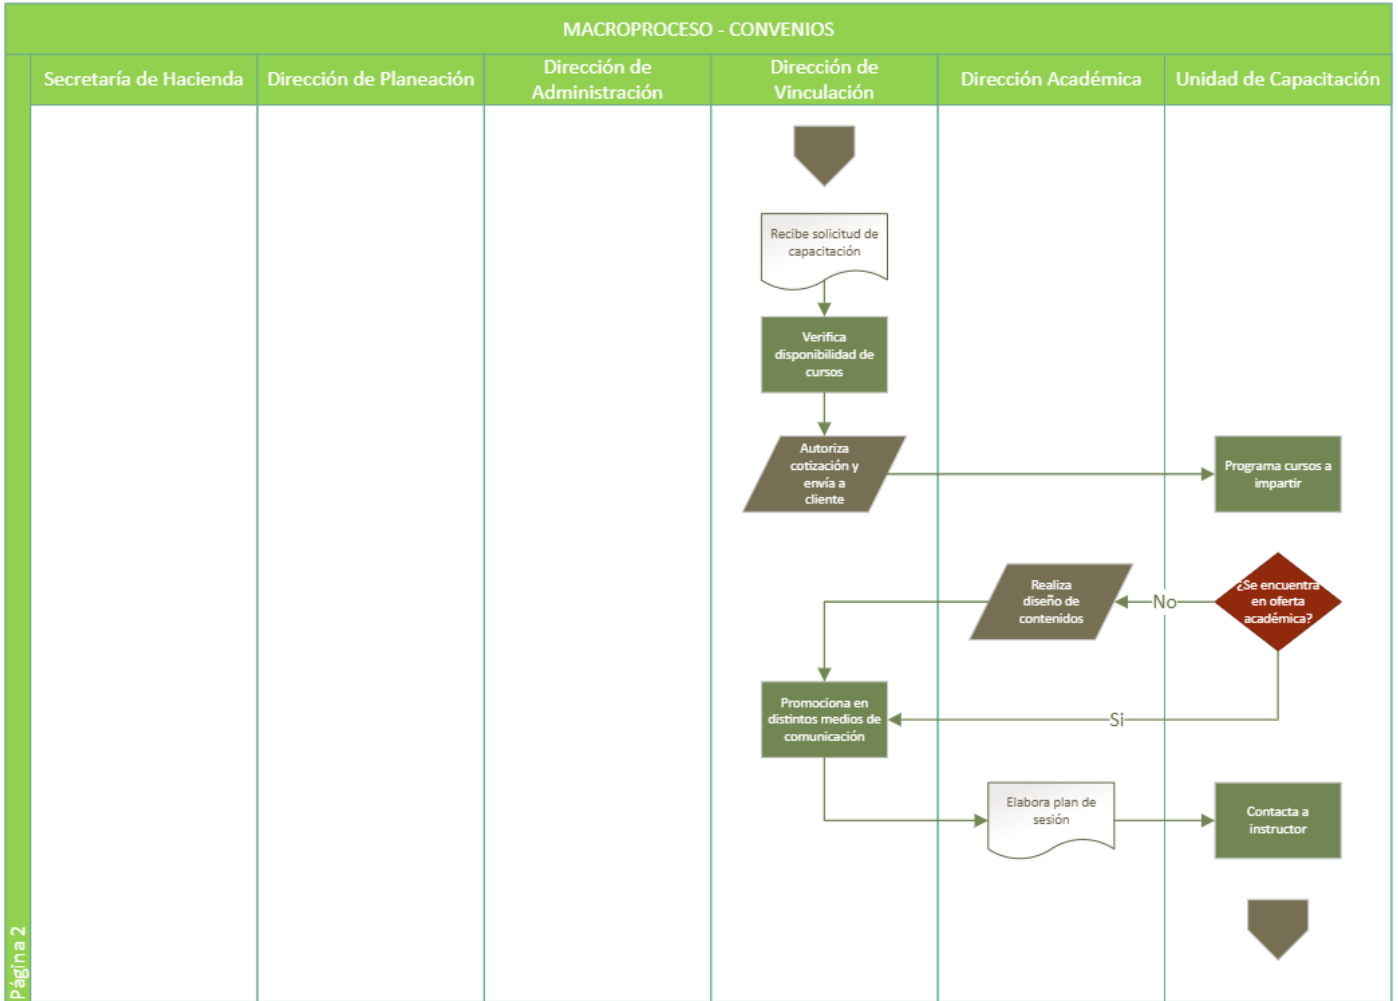 MACROPROCESO - CONVENIOS
Secretaría de Hacienda
Dirección de Planeación
Dirección de
Administración
Dirección de
Vinculación
Dirección Académica
Unidad de Capacitación
Recibe solicitud de
capacitación
Verifica
disponibilidad de
cursos
Autoriza
cotización y
envía a
cliente
Programa cursos a
impartir
¿Se encuentra
en oferta
académica?
No
Realiza
diseño de
contenidos
Si
Promociona en
distintos medios de
comunicación
Elabora plan de
sesión
Contacta a
instructor
Página 2